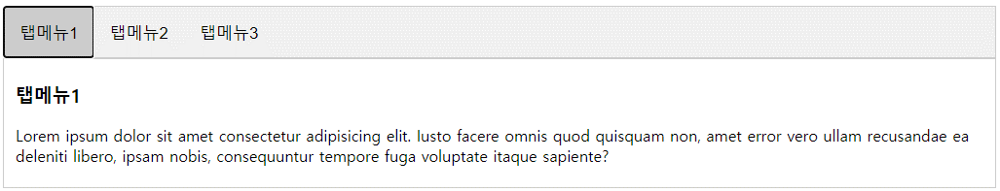 탭메뉴1 탭메뉴2 탭메뉴3
탭메뉴1
Lorem ipsum dolor sit amet consectetur adipisicing elit. Iusto facere omnis quod quisquam non, amet error vero ullam recusandae ea
deleniti libero, ipsam nobis, consequuntur tempore fuga voluptate itaque sapiente?